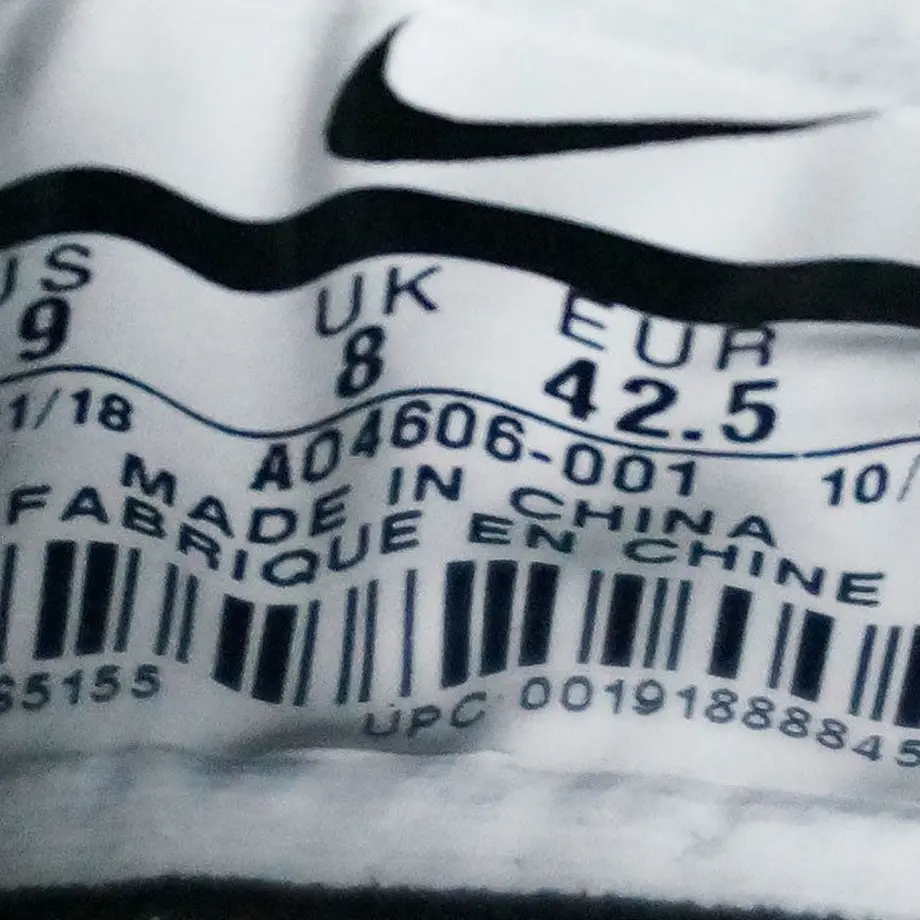 US UK EUR
9 8 42.5
1/18 AO4606-001 10/
MADE IN CHINA
FABRIQUE EN CHINE
65155 UPC 00191888845